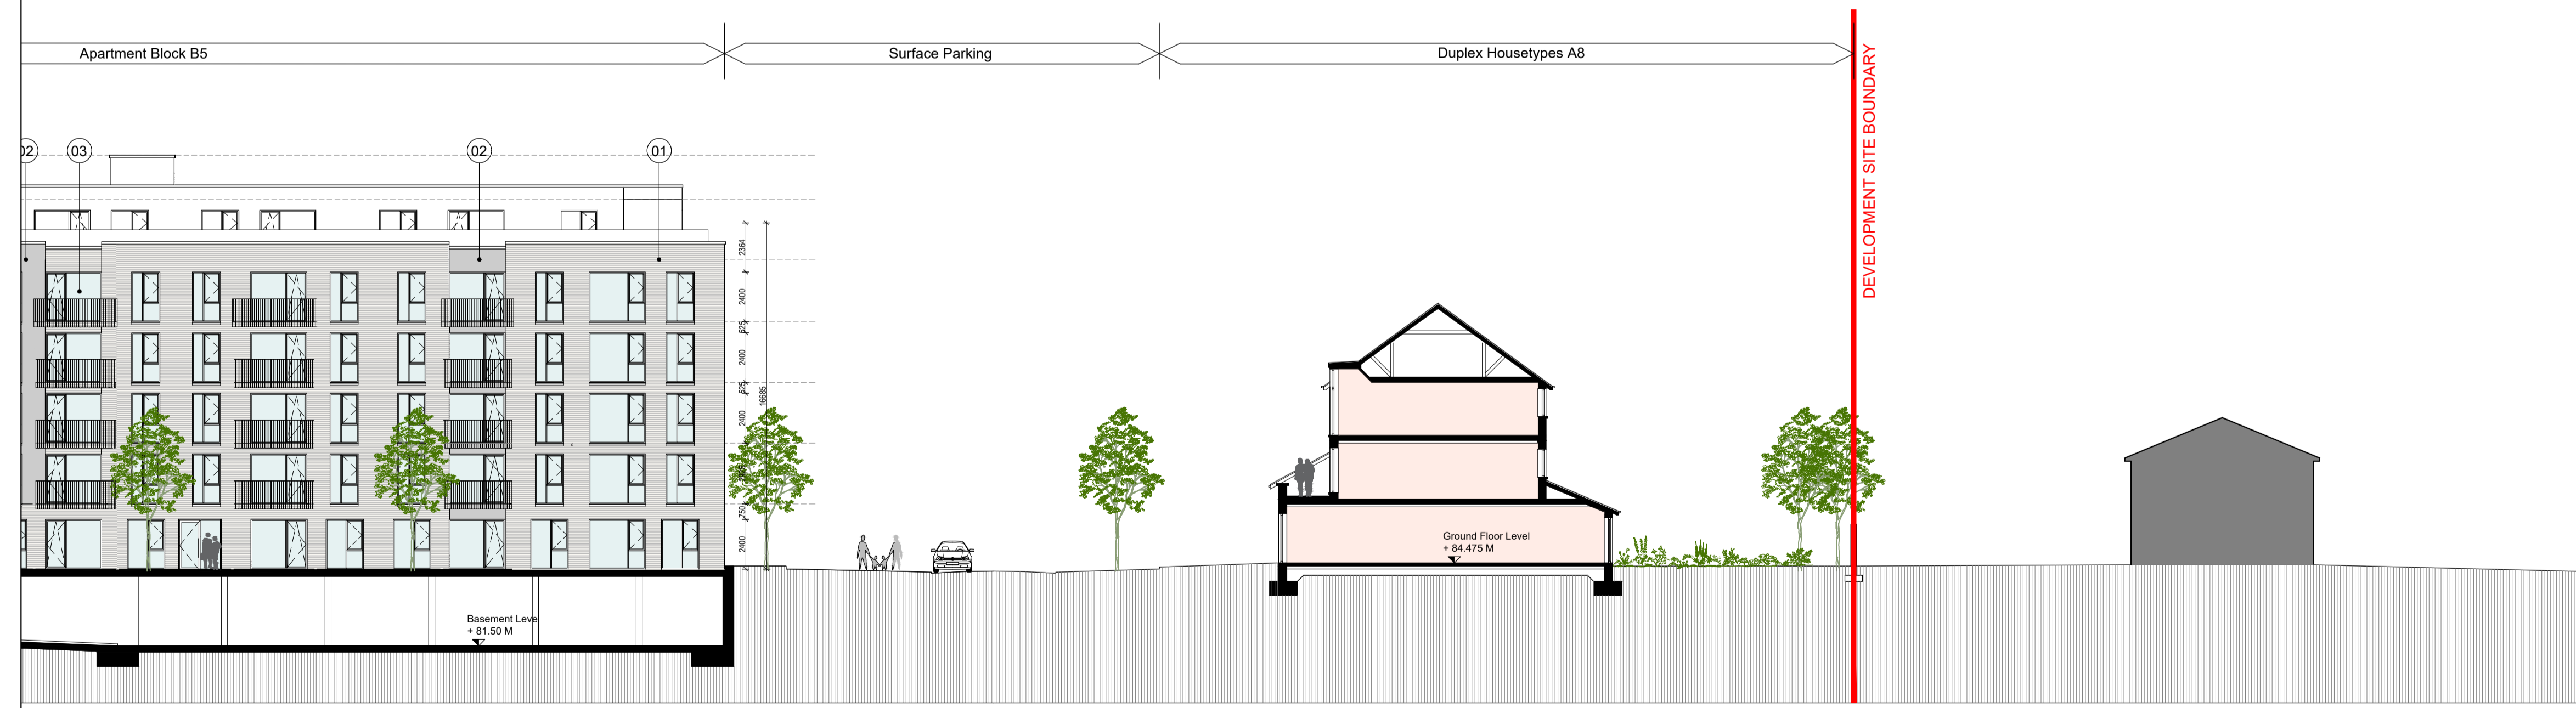 Apartment Block B5
Surface Parking
Duplex Housetypes A8
DEVELOPMENT SITE BOUNDARY
02
03
02
01
2364
2400
625
2400
625
2400
16685
750
2400
Ground Floor Level
+ 84.475 M
Basement Level
+ 81.50 M